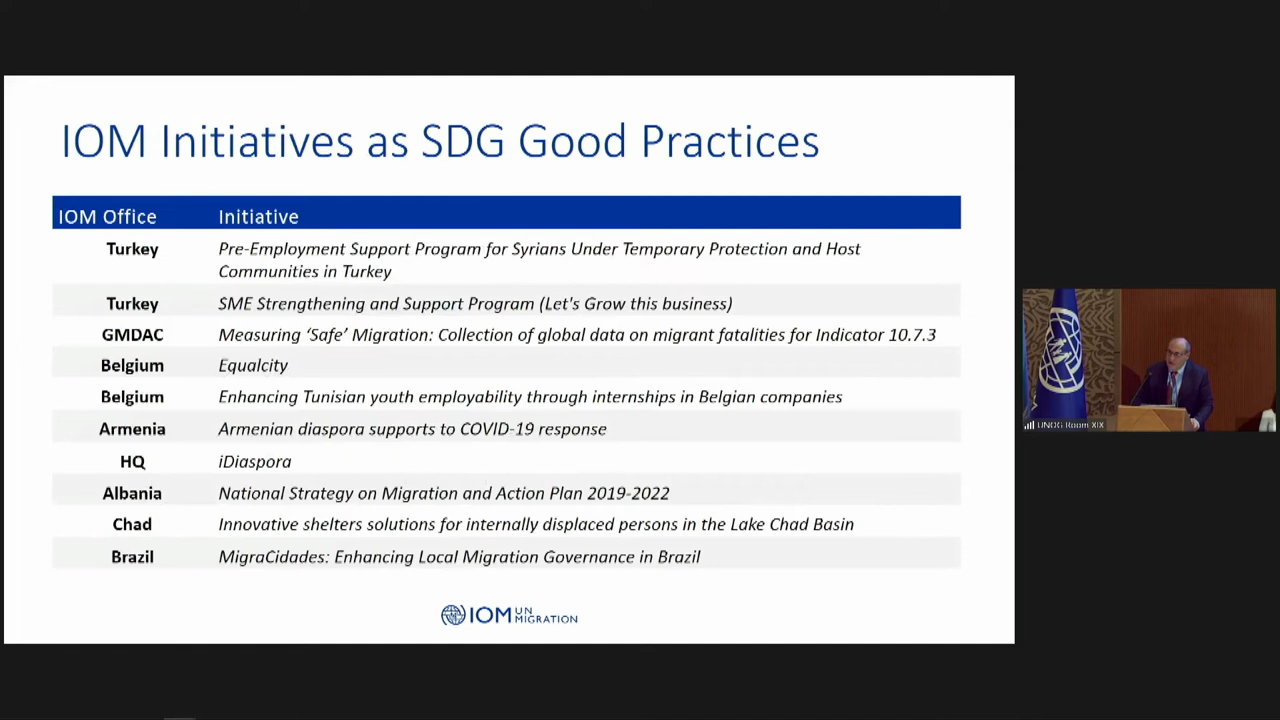 IOM Initiatives as SDG Good Practices
IOM Office Initiative
Turkey Pre-Employment Support Program for Syrians Under Temporary Protection and Host
Communities in Turkey
Turkey SME Strengthening and Support Program (Let's Grow this business)
GMDAC Measuring ‘Safe’ Migration: Collection of global data on migrant fatalities for Indicator 10.7.3
Belgium Equalcity
Belgium Enhancing Tunisian youth employability through internships in Belgian companies
Armenia Armenian diaspora supports to COVID-19 response
HQ iDiaspora
Albania National Strategy on Migration and Action Plan 2019-2022
Chad Innovative shelters solutions for internally displaced persons in the Lake Chad Basin
Brazil MigraCidades: Enhancing Local Migration Governance in Brazil
IOM UN
MIGRATION
UNOG Room XIX